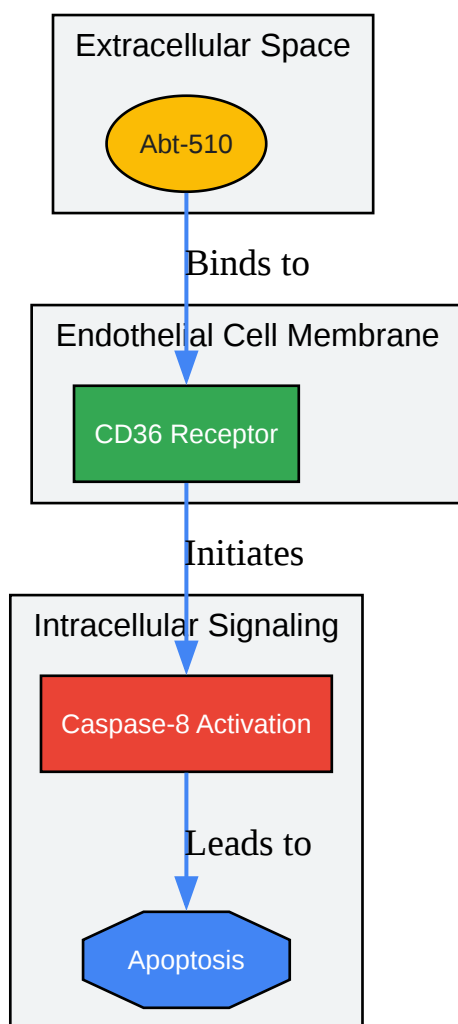 Extracellular Space
Abt-510
Binds to
Endothelial Cell Membrane
CD36 Receptor
Initiates
Intracellular Signaling
Caspase-8 Activation
Leads to
Apoptosis